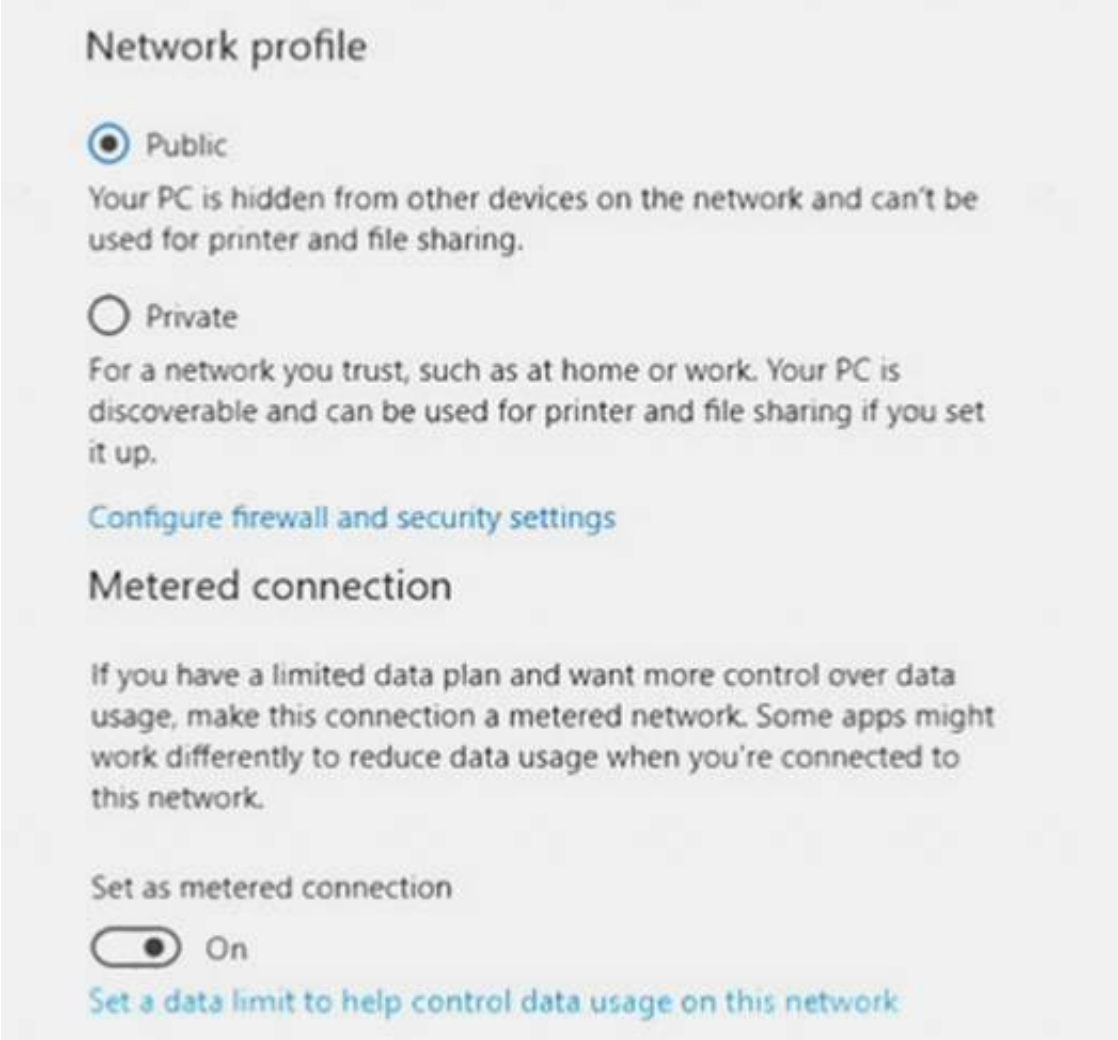 Network profile
Public
Your PC is hidden from other devices on the network and can't be
used for printer and file sharing.
Private
For a network you trust, such as at home or work. Your PC is
discoverable and can be used for printer and file sharing if you set
it up.
Configure firewall and security settings
Metered connection
If you have a limited data plan and want more control over data
usage, make this connection a metered network. Some apps might
work differently to reduce data usage when you're connected to
this network.
Set as metered connection
On
Set a data limit to help control data usage on this network